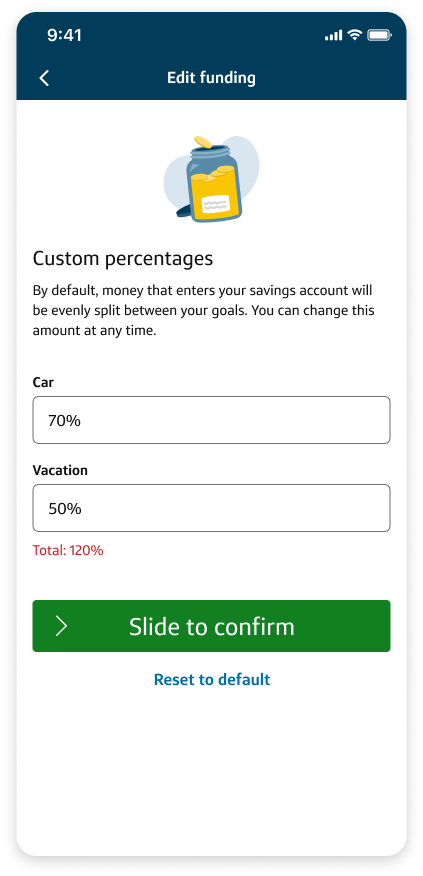 9:41
Edit funding
Custom percentages
By default, money that enters your savings account will
be evenly split between your goals. You can change this
amount at any time.
Car
70%
Vacation
50%
Total: 120%
Slide to confirm
Reset to default